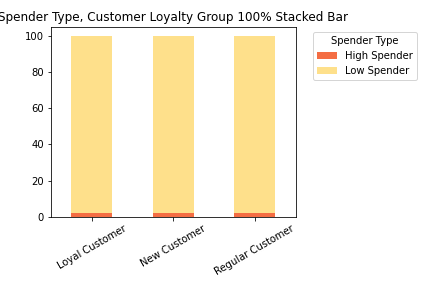 Spender Type, Customer Loyalty Group 100% Stacked Bar
100
80
60
40
20
0
Loyal Customer
New Customer
Regular Customer
Spender Type
High Spender
Low Spender